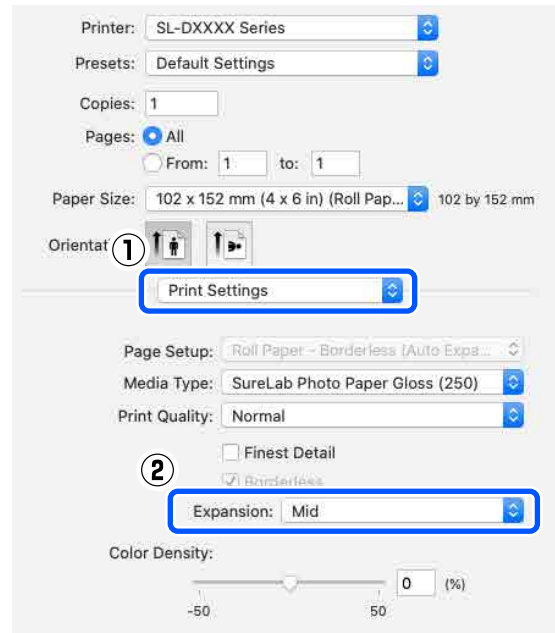 Printer: SL-DXXXX Series
Presets: Default Settings
Copies: 1
Pages: All
From: 1 to: 1
Paper Size: 102 x 152 mm (4 x 6 in) (Roll Pap... 102 by 152 mm
Orientat
1
Print Settings
Page Setup: Roll Paper - Borderless (Auto Expa...
Media Type: SureLab Photo Paper Gloss (250)
Print Quality: Normal
Finest Detail
2
Borderless
Expansion: Mid
Color Density:
0 (%)
-50 50